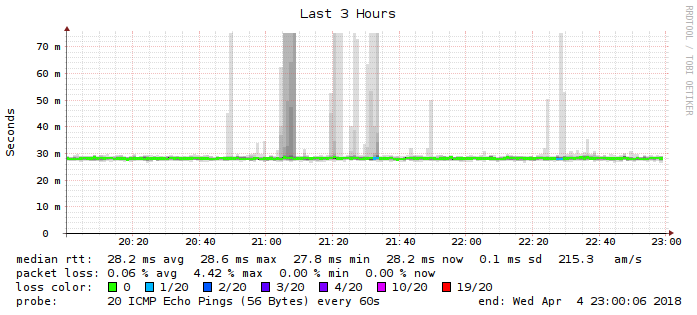 Last 3 Hours
RRDTOOL / TOBI OETIKER
Seconds
70 m
60 m
50 m
40 m
30 m
20 m
10 m
0
20:20 20:40 21:00 21:20 21:40 22:00 22:20 22:40 23:00
median rtt: 28.2 ms avg 28.6 ms max 27.8 ms min 28.2 ms now 0.1 ms sd 215.3 am/s
packet loss: 0.06 % avg 4.42 % max 0.00 % min 0.00 % now
loss color: 0 1/20 2/20 3/20 4/20 10/20 19/20
probe: 20 ICMP Echo Pings (56 Bytes) every 60s end: Wed Apr 4 23:00:06 2018